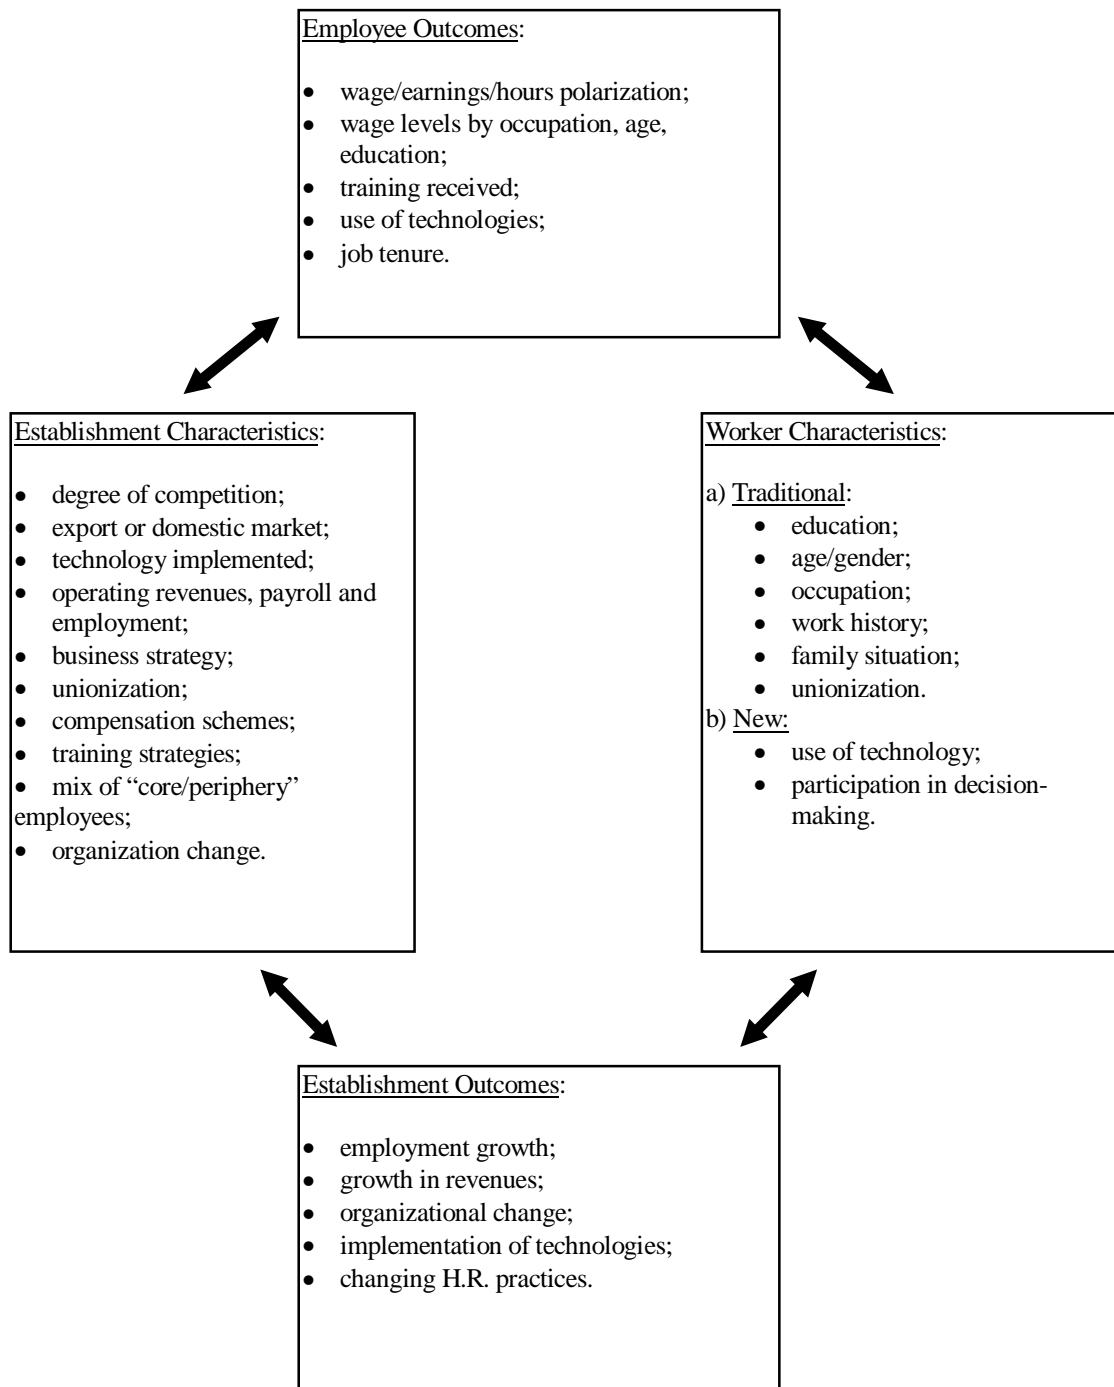 Employee Outcomes:
• wage/earnings/hours polarization;
• wage levels by occupation, age,
education;
• training received;
• use of technologies;
• job tenure.
Establishment Characteristics:
• degree of competition;
• export or domestic market;
• technology implemented;
• operating revenues, payroll and
employment;
• business strategy;
• unionization;
• compensation schemes;
• training strategies;
• mix of “core/periphery”
employees;
• organization change.
Worker Characteristics:
a) Traditional:
• education;
• age/gender;
• occupation;
• work history;
• family situation;
• unionization.
b) New:
• use of technology;
• participation in decision-
making.
Establishment Outcomes:
• employment growth;
• growth in revenues;
• organizational change;
• implementation of technologies;
• changing H.R. practices.